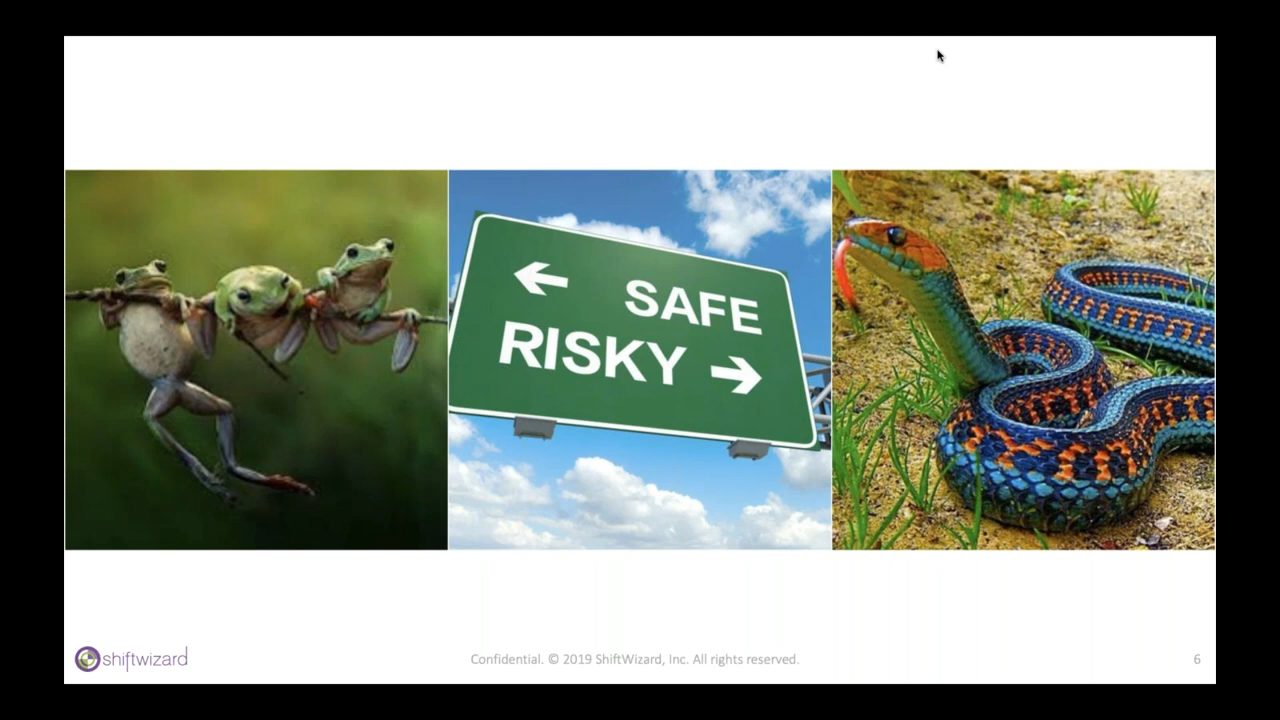 ← SAFE
RISKY →
shiftwizard
Confidential. © 2019 ShiftWizard, Inc. All rights reserved.
6